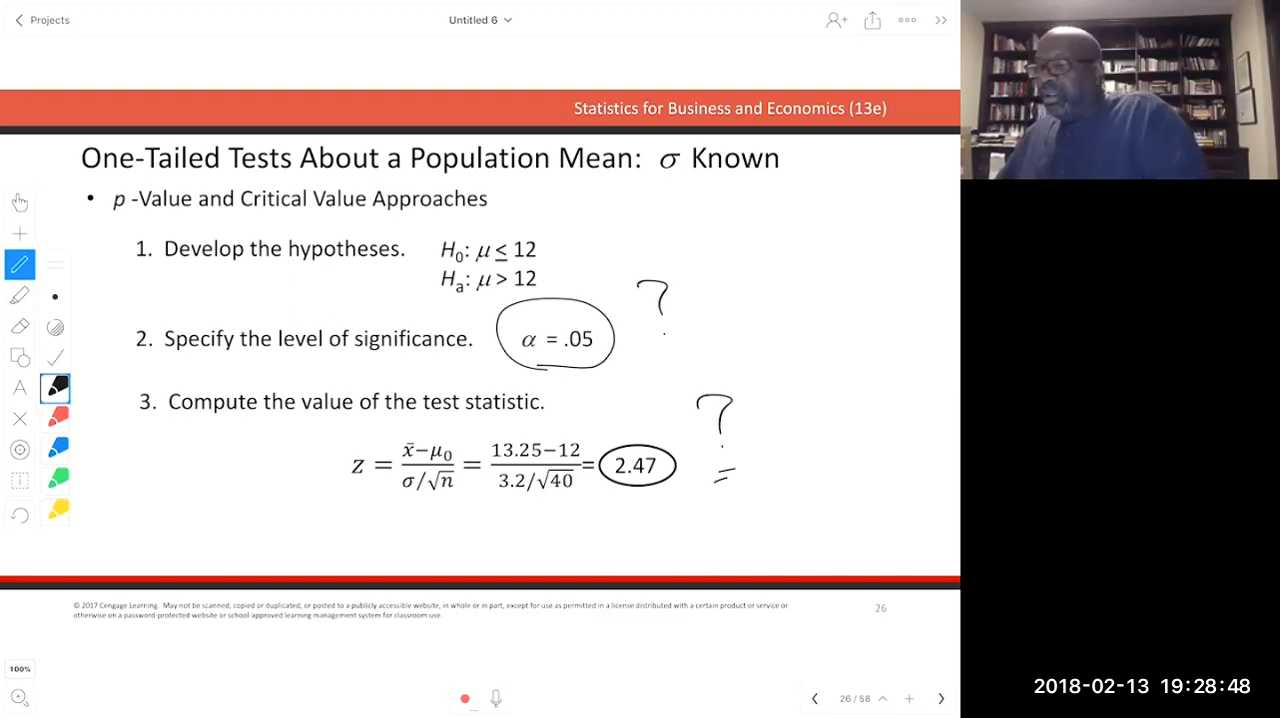 Projects
Untitled 6
Statistics for Business and Economics (13e)
One-Tailed Tests About a Population Mean: σ Known
• p -Value and Critical Value Approaches
1. Develop the hypotheses. H0: μ ≤ 12
Ha: μ > 12
?
2. Specify the level of significance. α = .05
3. Compute the value of the test statistic.
?
z = (x̄−μ0)/(σ/√n) = (13.25−12)/(3.2/√40) = 2.47
=
© 2017 Cengage Learning. May not be scanned, copied or duplicated, or posted to a publicly accessible website, in whole or in part, except for use as permitted in a license distributed with a certain product or service or
otherwise on a password-protected website or school-approved learning management system for classroom use.
26
100%
26 / 58
2018-02-13 19:28:48